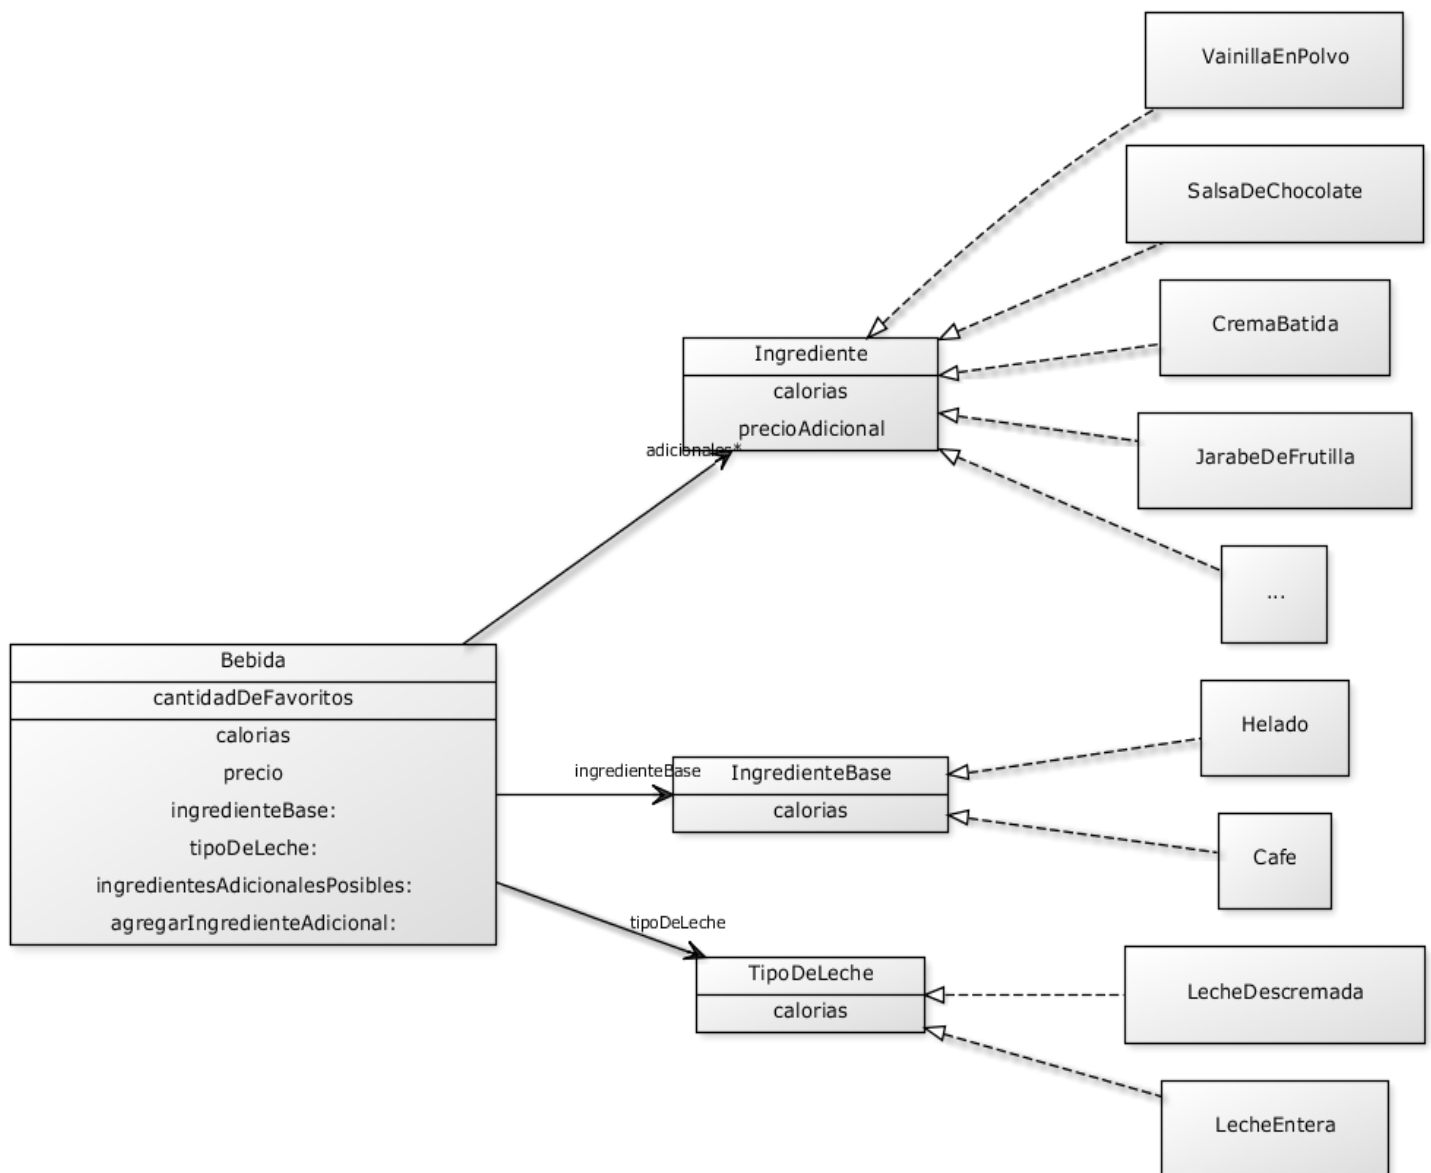 VainillaEnPolvo
SalsaDeChocolate
CremaBatida
Ingrediente
calorias
precioAdicional
adicionales*
JarabeDeFrutilla
...
Bebida
cantidadDeFavoritos
calorias
precio
ingredienteBase:
tipoDeLeche:
ingredientesAdicionalesPosibles:
agregarIngredienteAdicional:
ingredienteBase
IngredienteBase
calorias
Helado
Cafe
tipoDeLeche
TipoDeLeche
calorias
LecheDescremada
LecheEntera